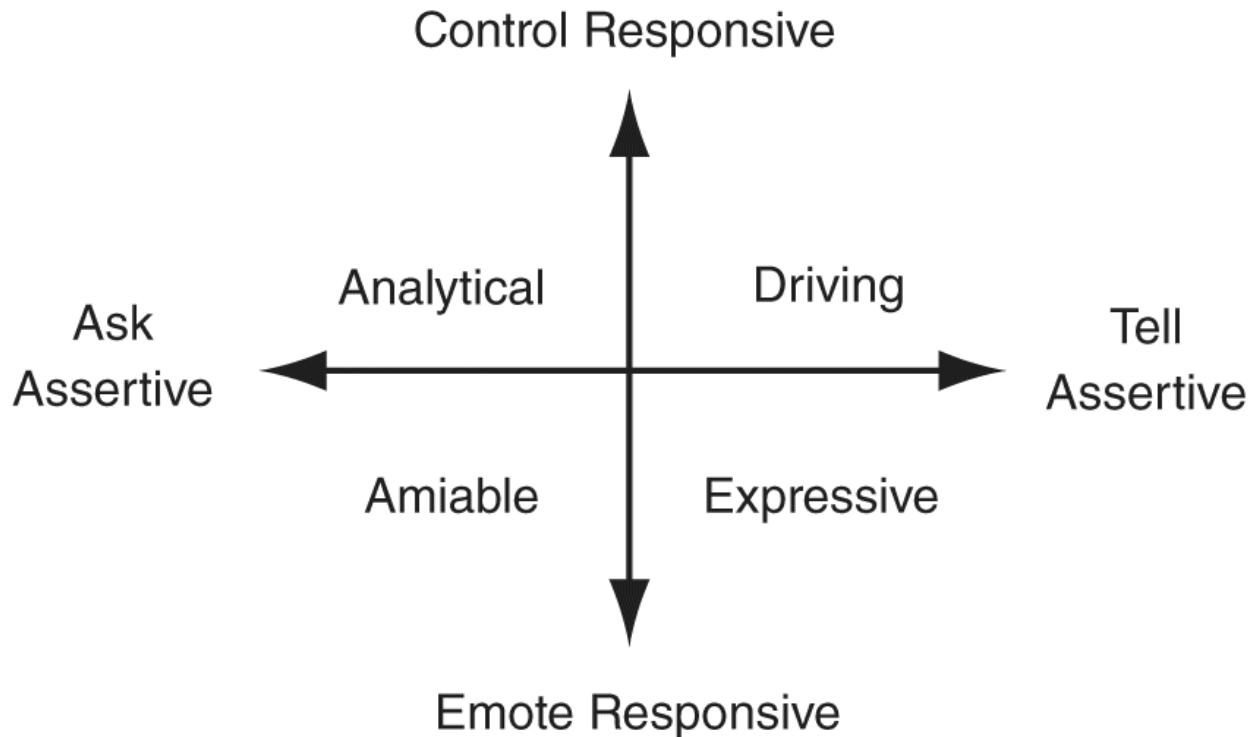 Control Responsive
Analytical
Driving
Ask
Assertive
Tell
Assertive
Amiable
Expressive
Emote Responsive